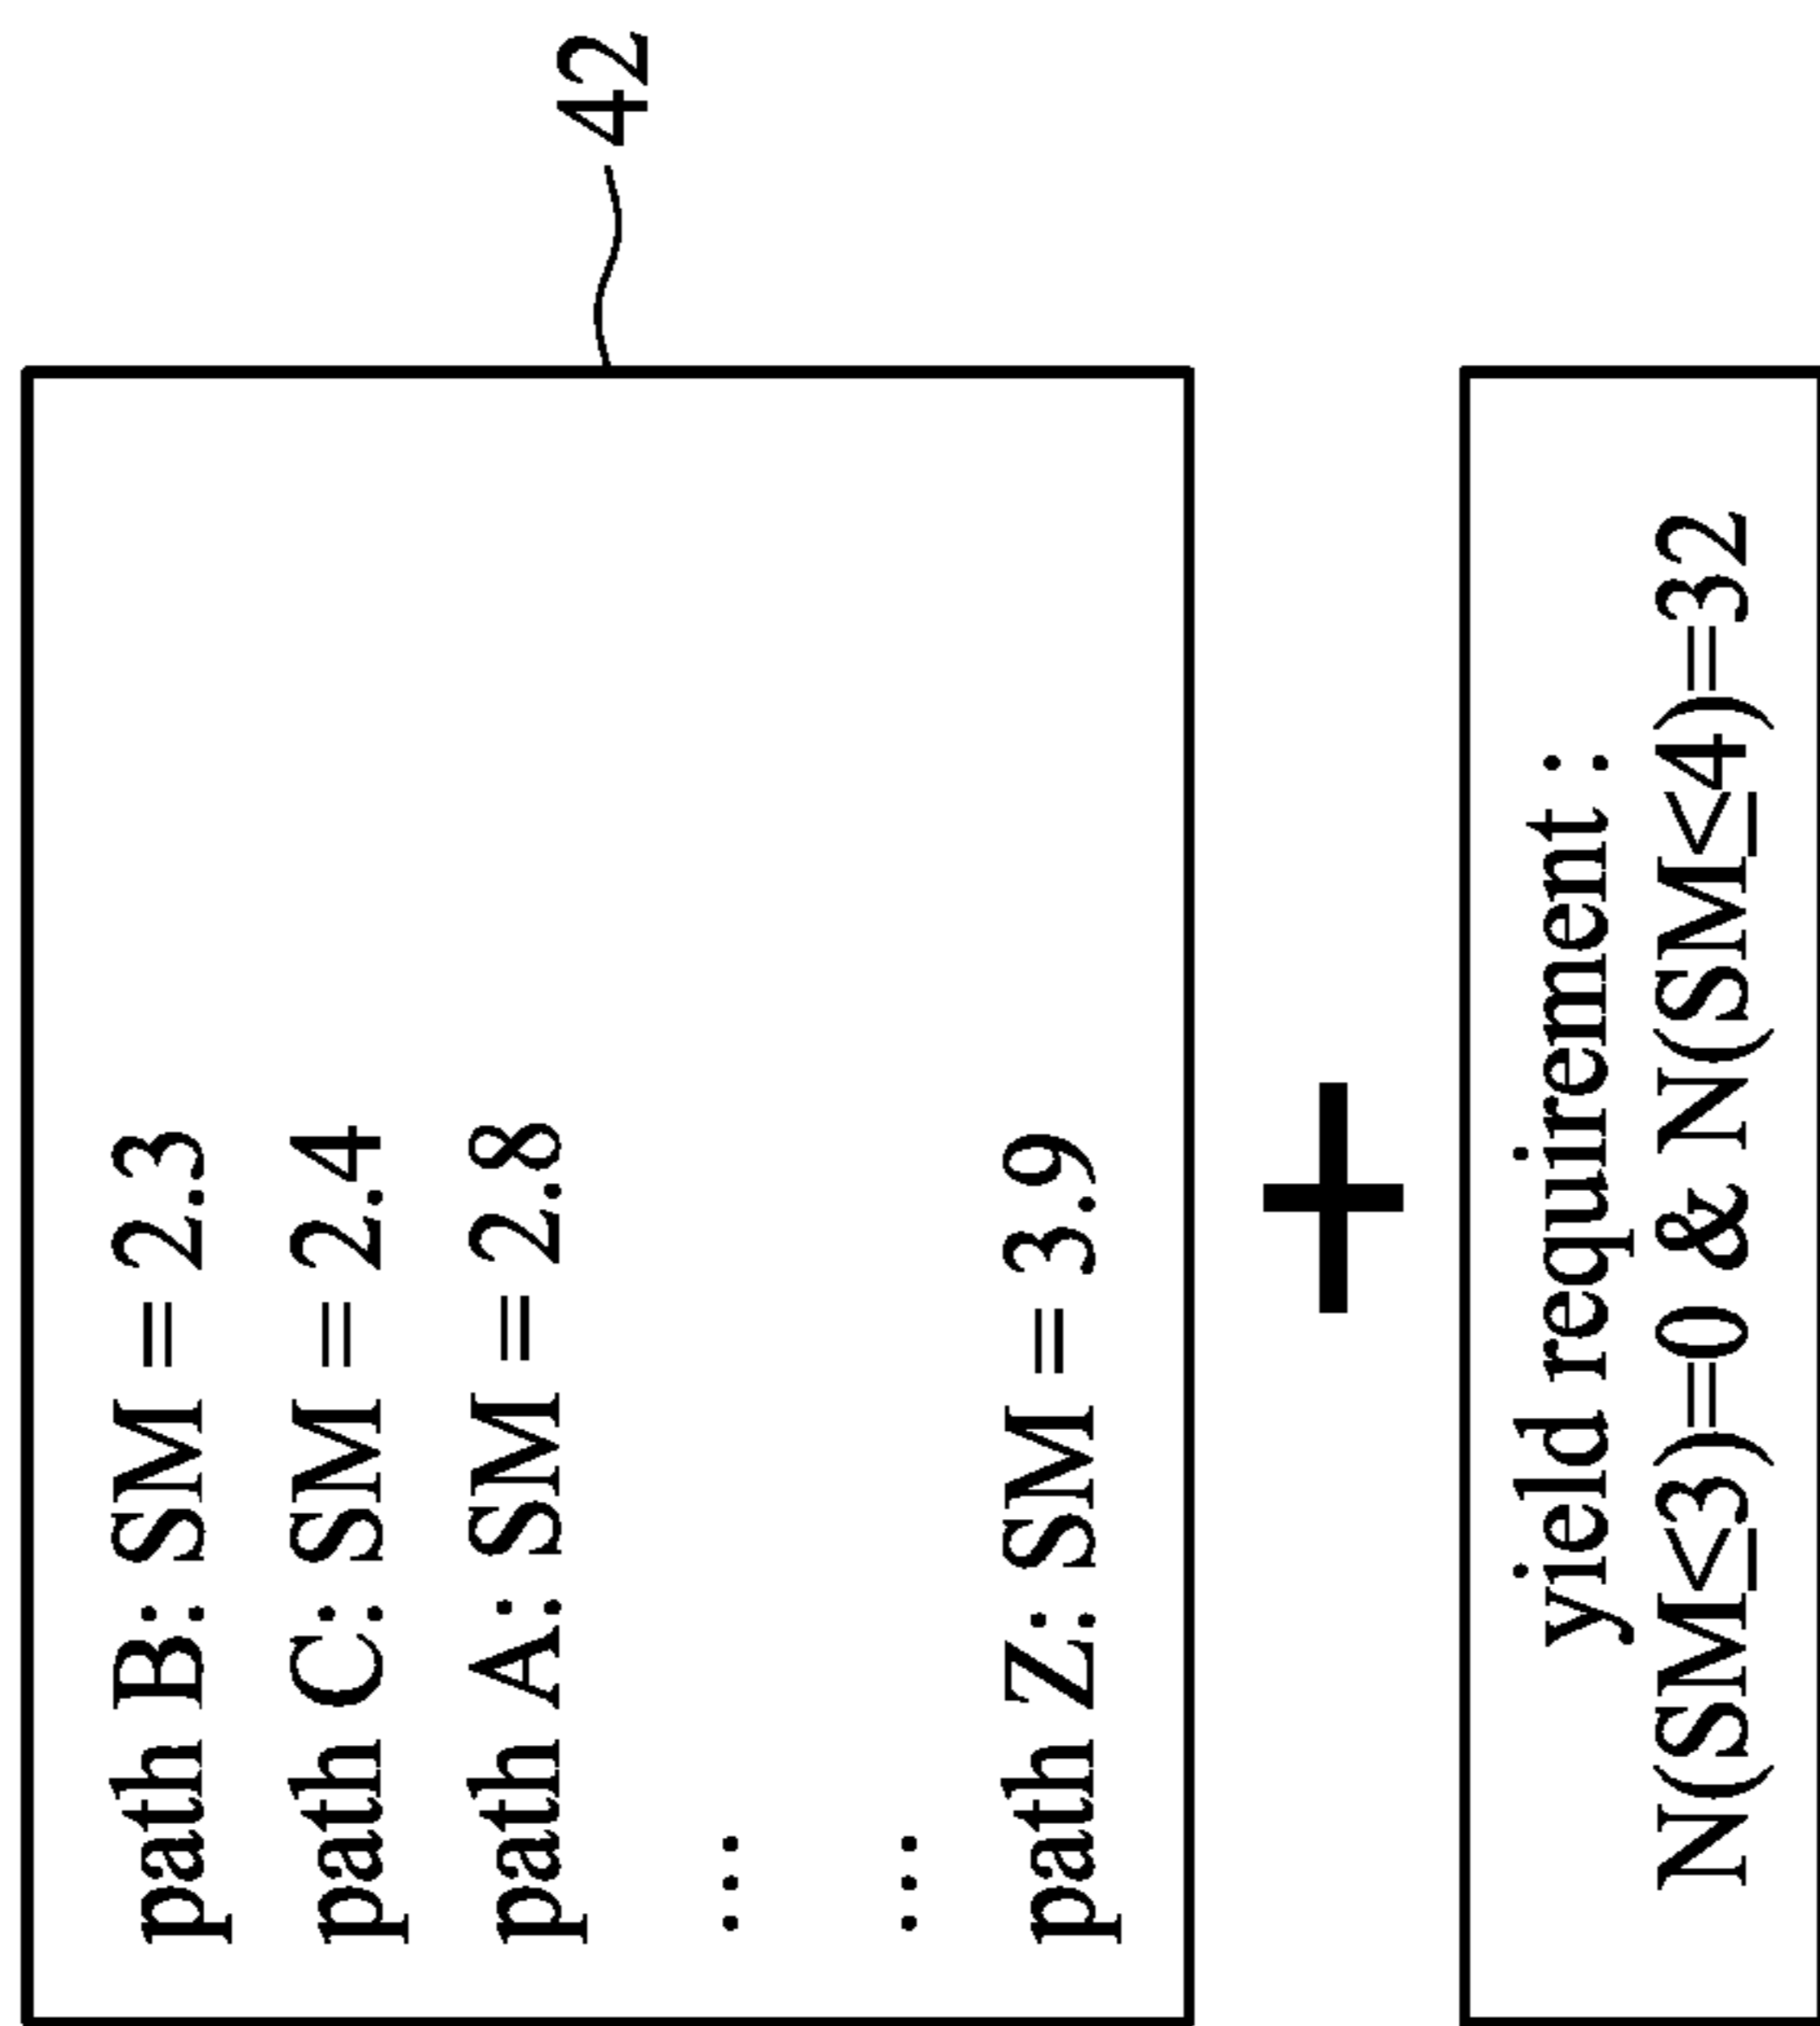 path B: SM = 2.3
path C: SM = 2.4
path A: SM = 2.8
...
...
path Z: SM = 3.9
42
+
yield requirement :
N(SM≤3)=0 & N(SM≤4)=32